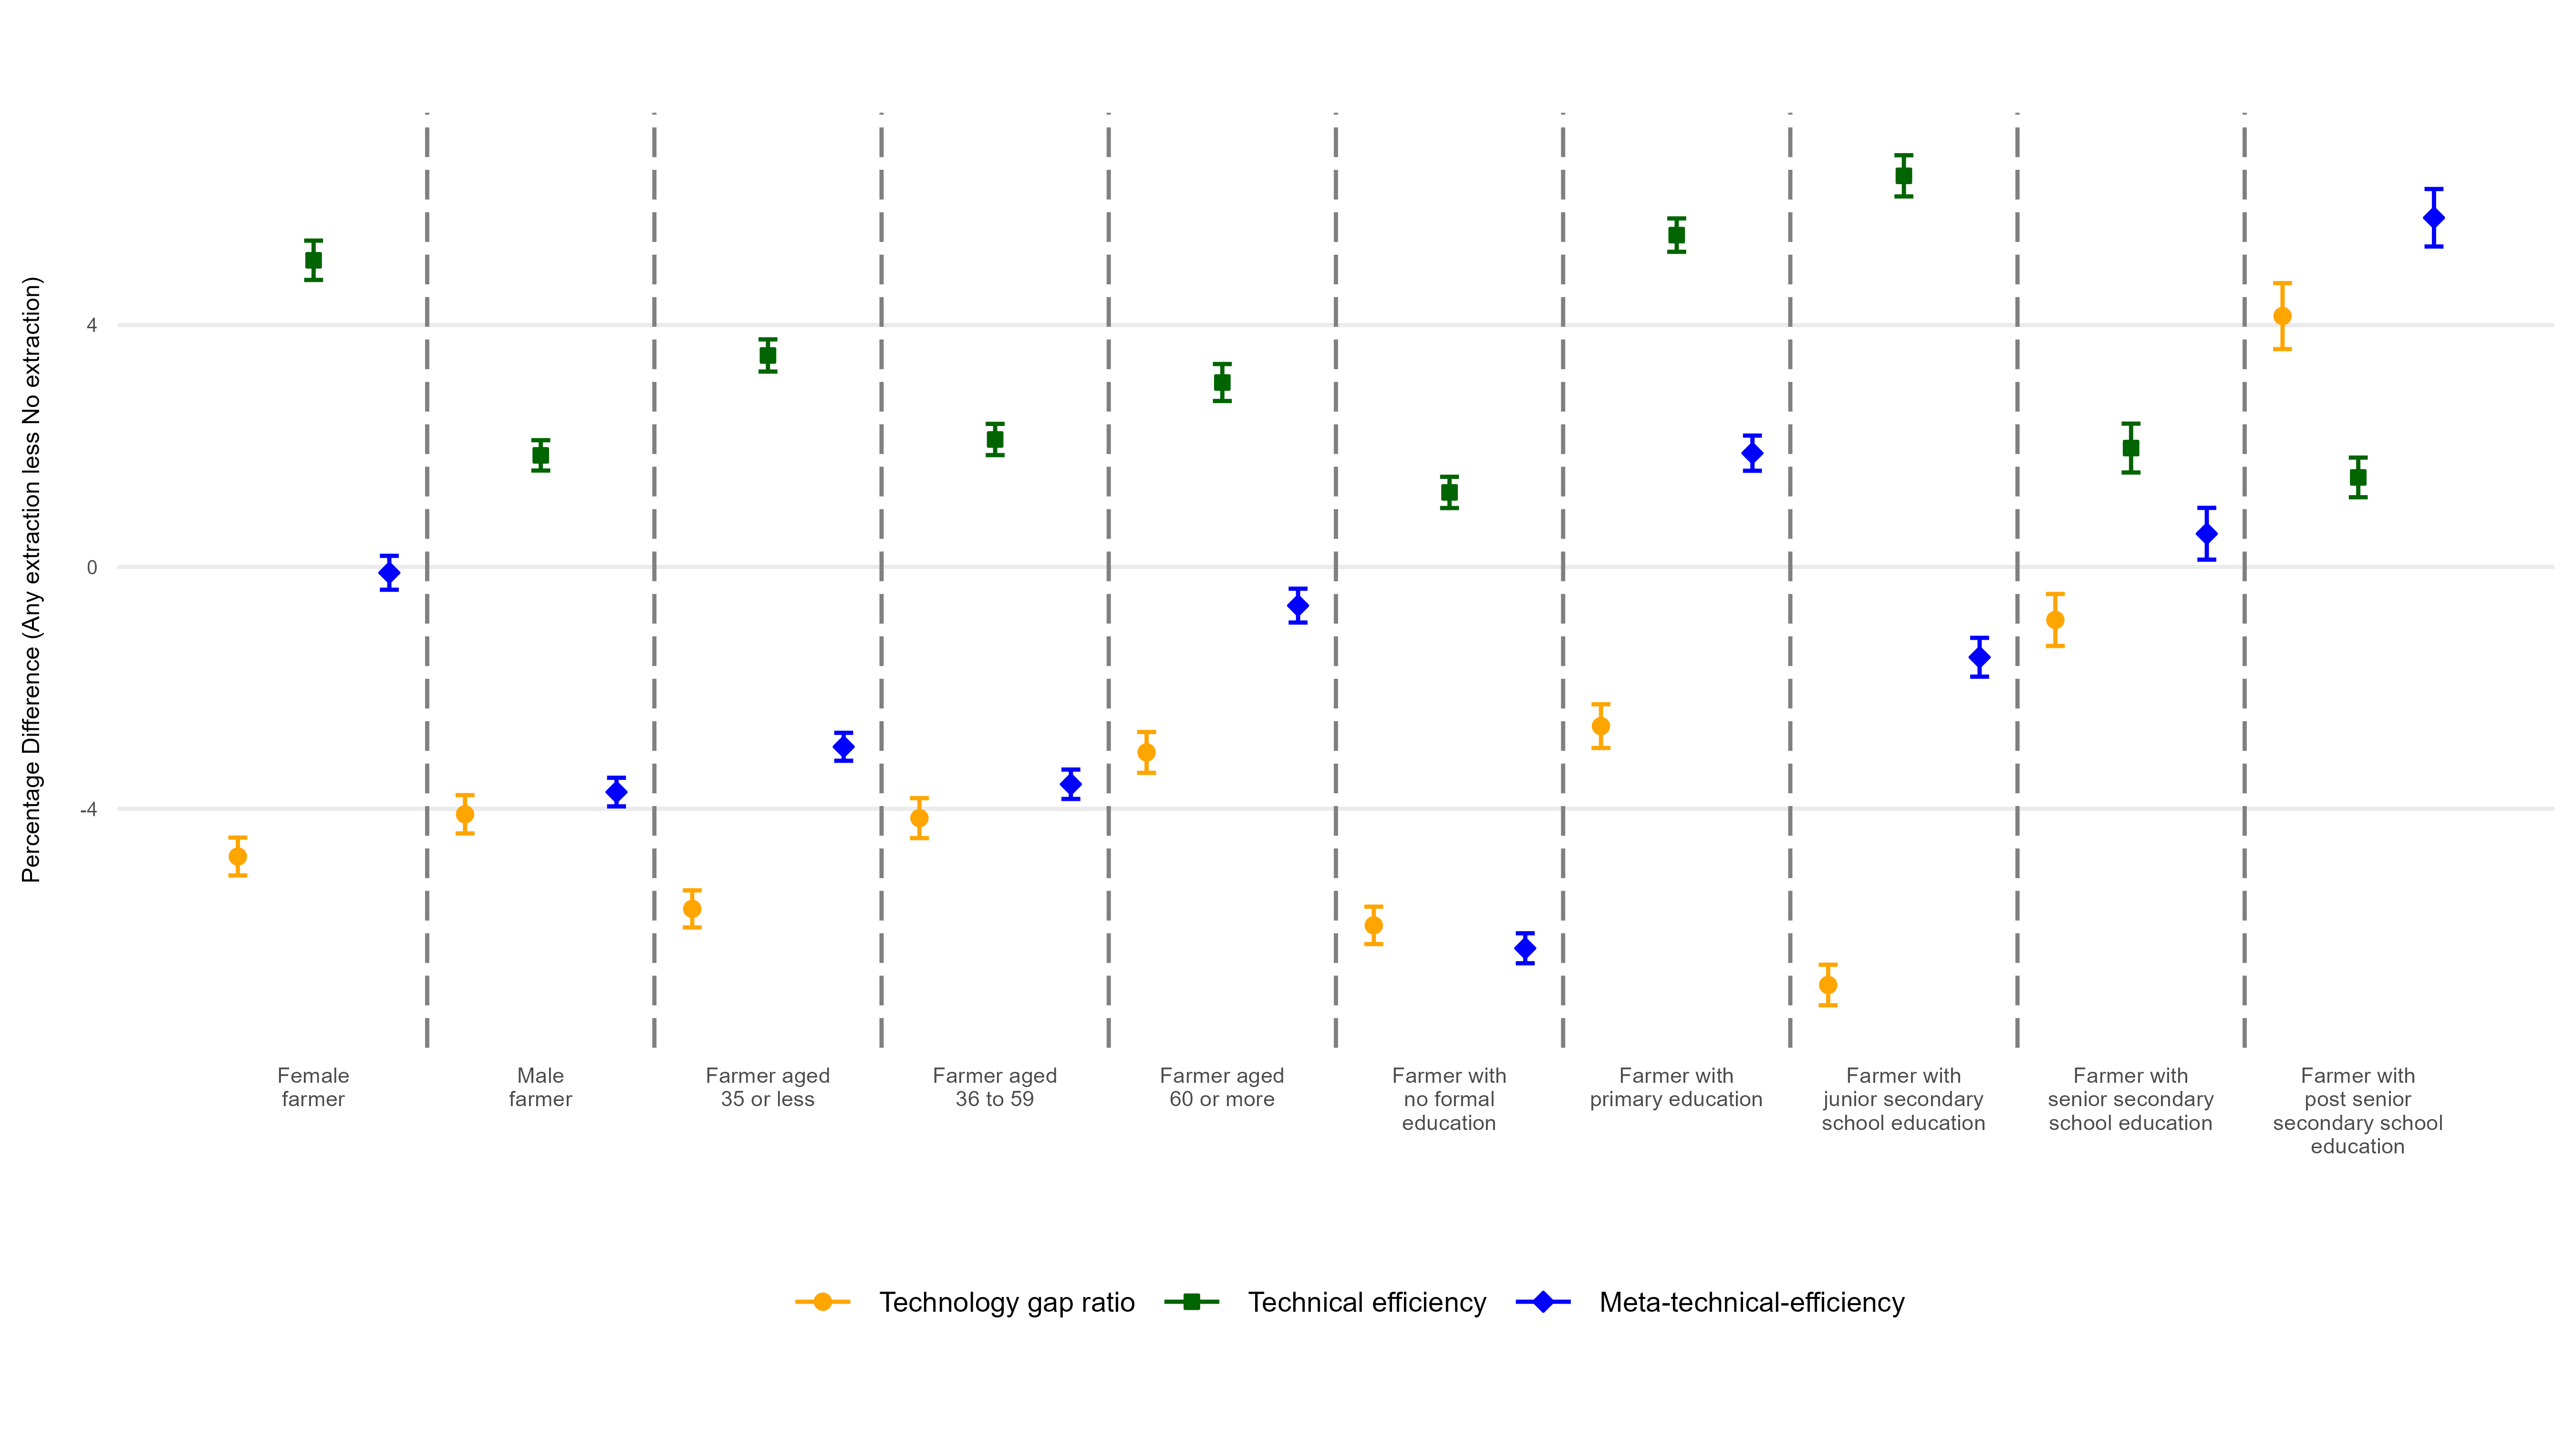 Percentage Difference (Any extraction less No extraction)
4
0
-4
Female
farmer
Male
farmer
Farmer aged
35 or less
Farmer aged
36 to 59
Farmer aged
60 or more
Farmer with
no formal
education
Farmer with
primary education
Farmer with
junior secondary
school education
Farmer with
senior secondary
school education
Farmer with
post senior
secondary school
education
Technology gap ratio
Technical efficiency
Meta-technical-efficiency